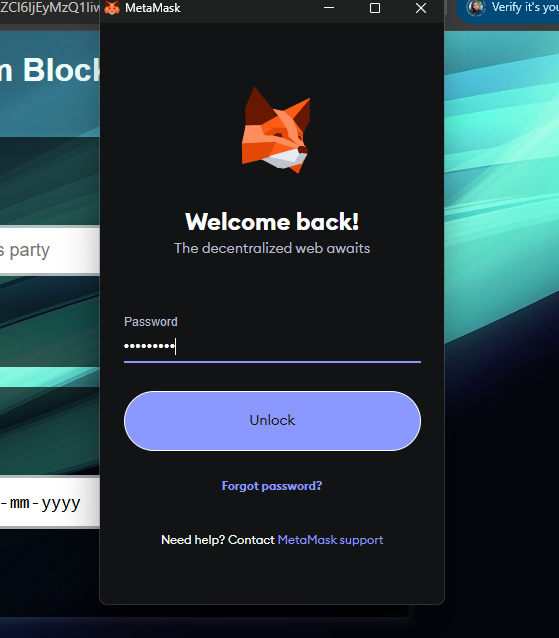 ZCI6IjEyMzQ1Iiw
MetaMask
Verify it's you
m Block
Welcome back!
The decentralized web awaits
s party
Password
•••••••••
Unlock
Forgot password?
-mm-yyyy
Need help? Contact MetaMask support